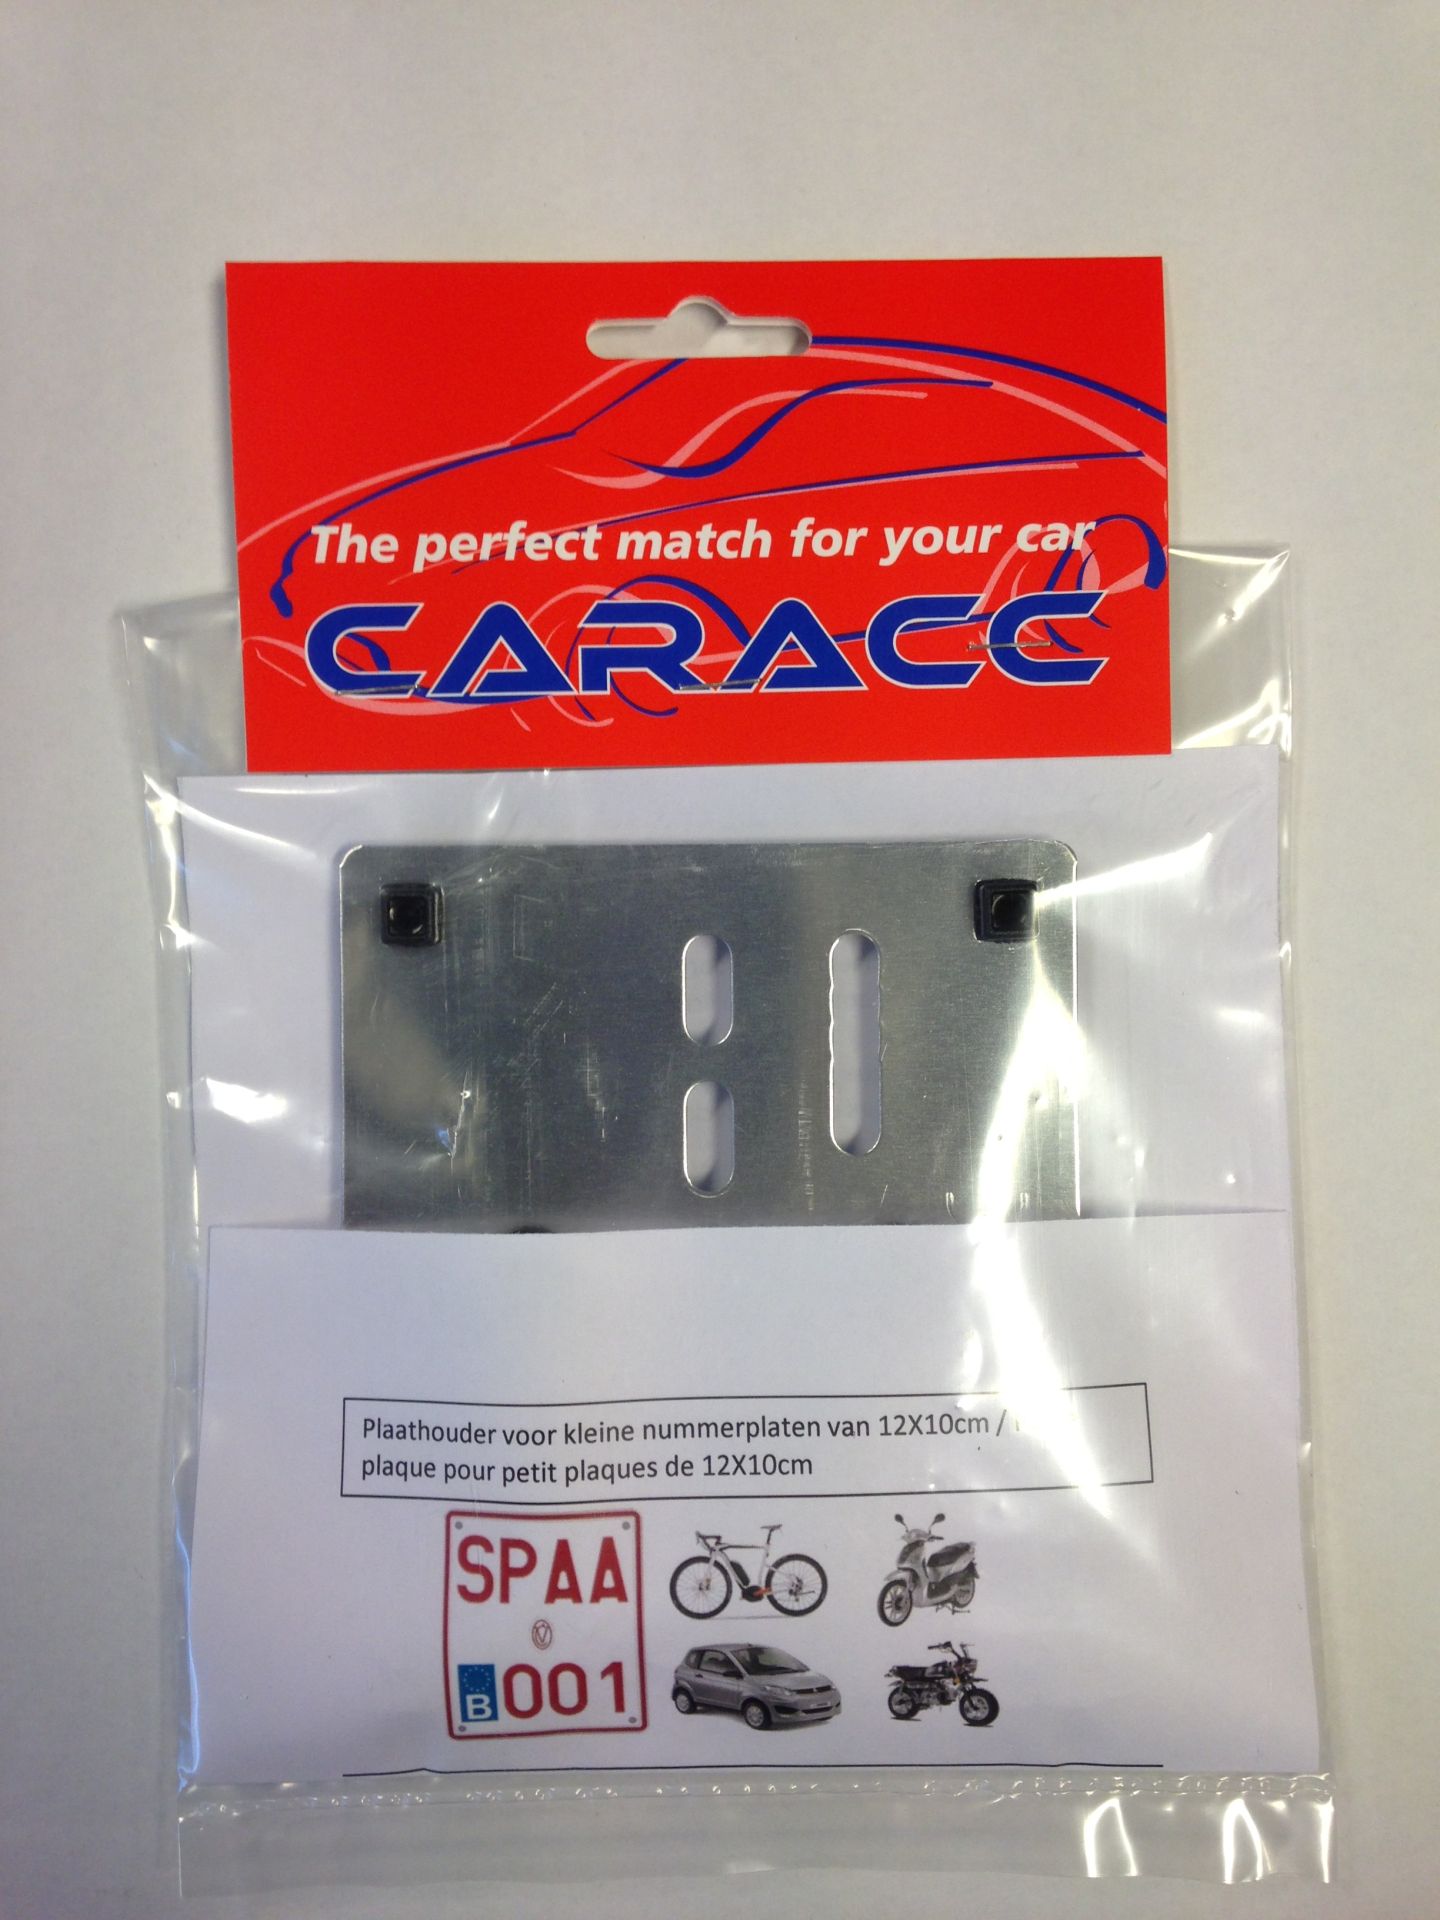 The perfect match for your car
CARACC
Plaathouder voor kleine nummerplaten van 12X10cm /
plaque pour petit plaques de 12X10cm
SPAA
B 001